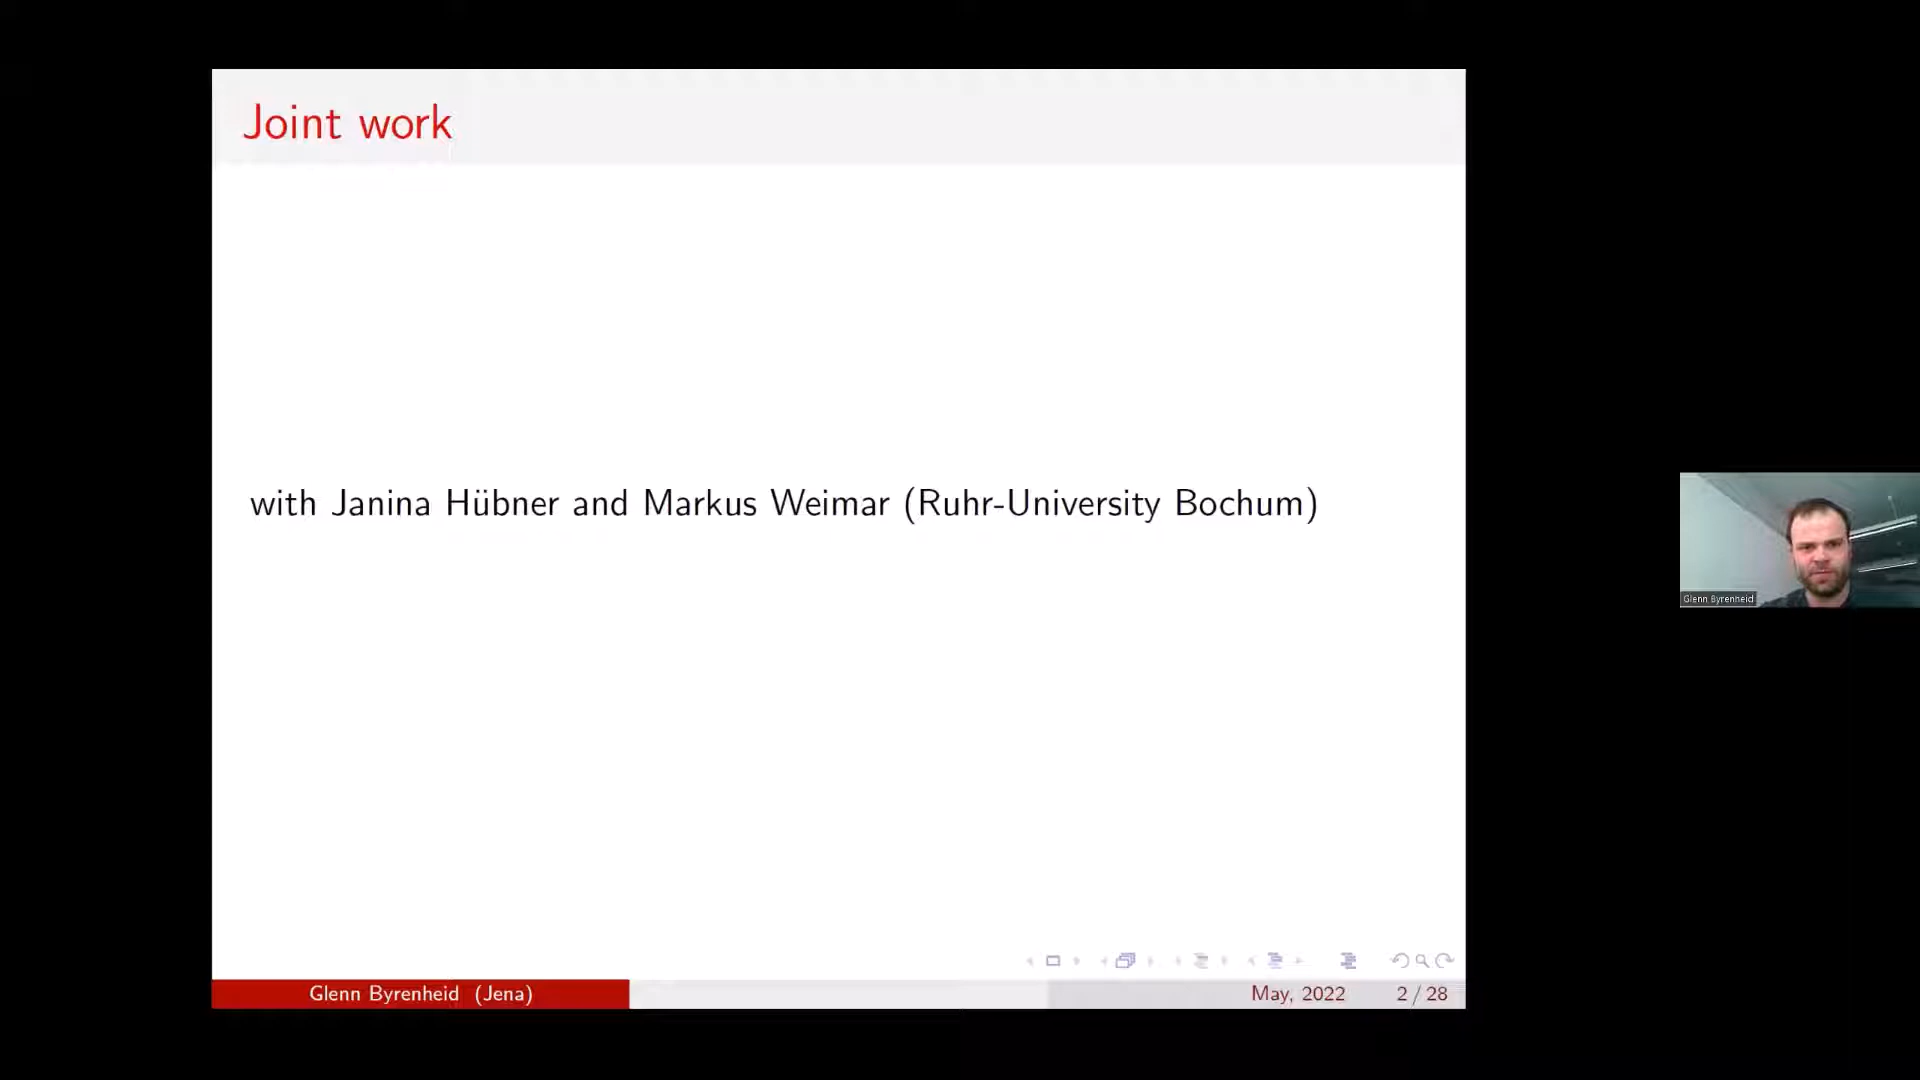 Joint work
with Janina Hübner and Markus Weimar (Ruhr-University Bochum)
Glenn Byrenheid
Glenn Byrenheid (Jena)
May, 2022
2 / 28